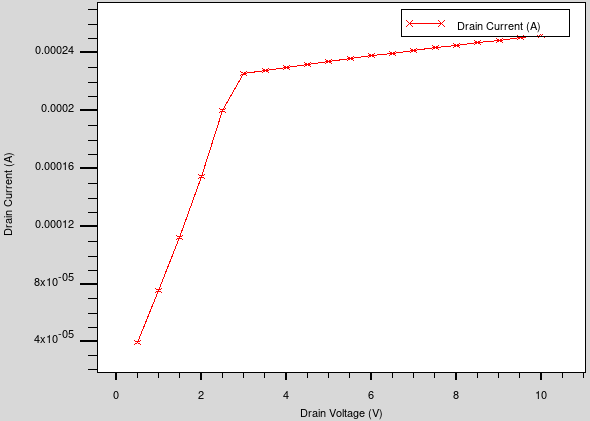 Drain Current (A)
0.00024
0.0002
0.00016
0.00012
8x10-05
4x10-05
Drain Current (A)
0 2 4 6 8 10
Drain Voltage (V)